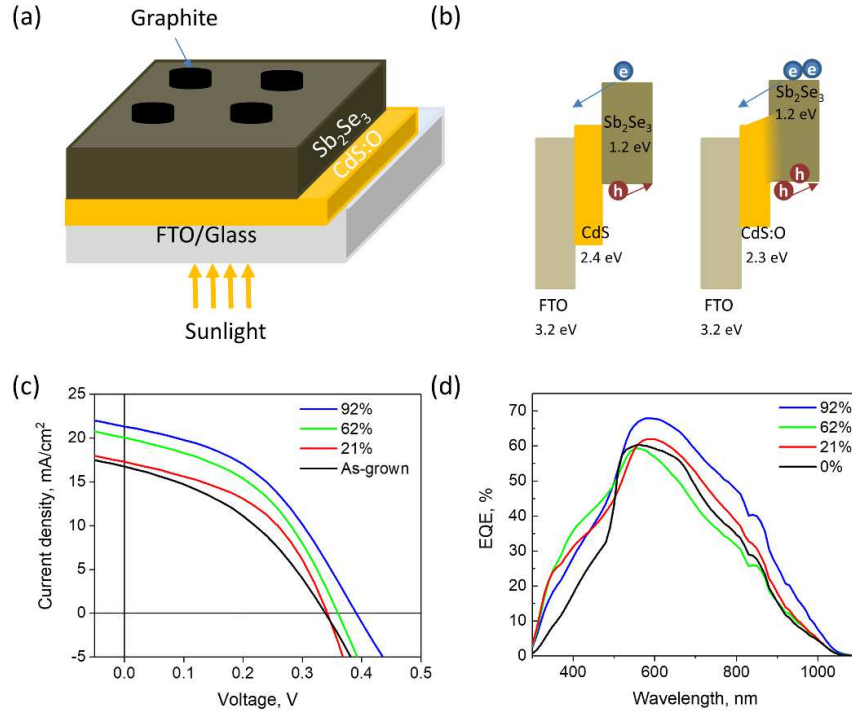 (a)
Graphite
Sb2Se3
CdS:O
FTO/Glass
Sunlight
(b)
e
Sb2Se3
1.2 eV
h
CdS
2.4 eV
FTO
3.2 eV
e e
Sb2Se3
1.2 eV
h
h
CdS:O
2.3 eV
FTO
3.2 eV
(c)
25
20
15
10
5
0
-5
Current density, mA/cm2
92%
62%
21%
As-grown
0.0 0.1 0.2 0.3 0.4 0.5
Voltage, V
(d)
70
60
50
40
30
20
10
0
EQE, %
92%
62%
21%
0%
400 600 800 1000
Wavelength, nm